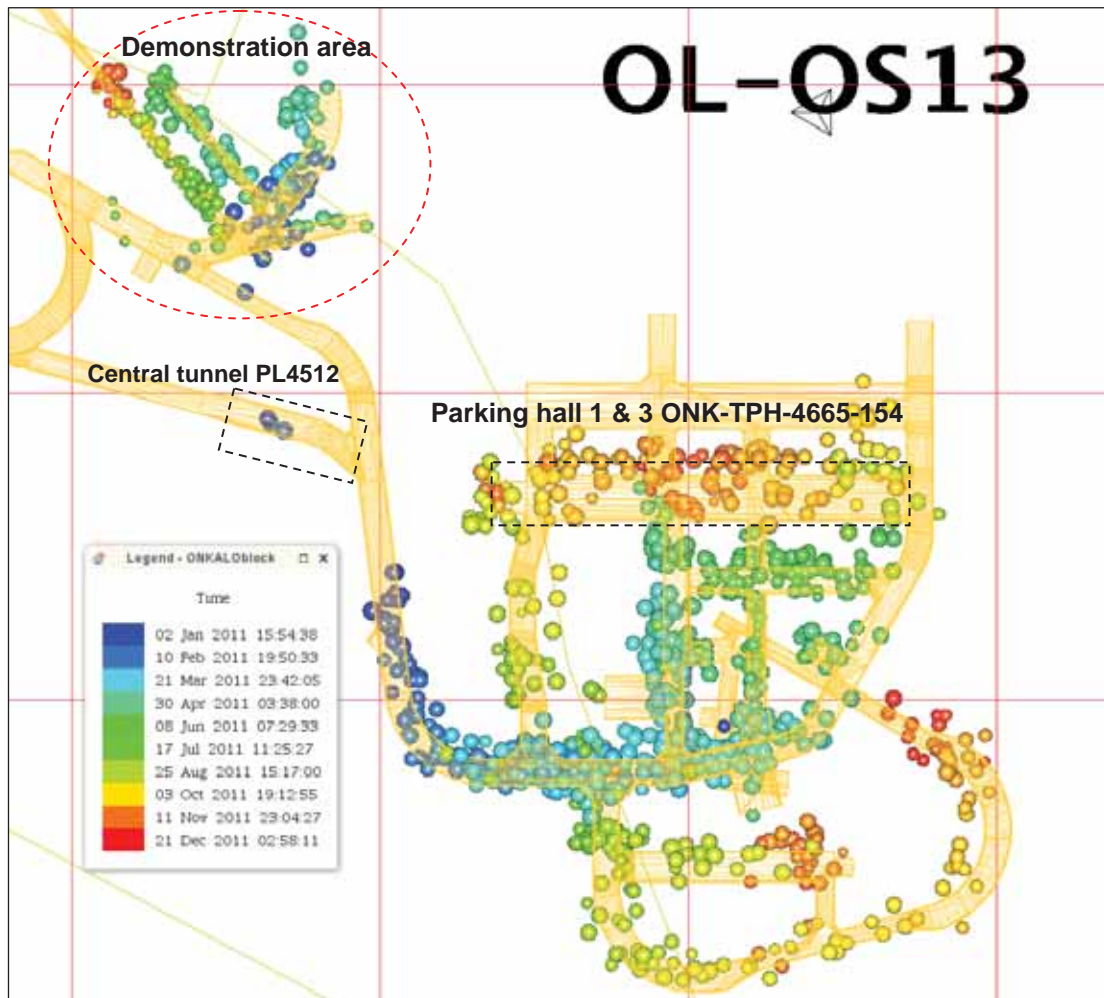 Demonstration area
OL-OS13
Central tunnel PL4512
Parking hall 1 & 3 ONK-TPH-4665-154
Legend - ONKALOblock
Time
02 Jan 2011 15:54:38
10 Feb 2011 19:50:33
21 Mar 2011 23:42:05
30 Apr 2011 03:38:00
08 Jun 2011 07:29:33
17 Jul 2011 11:25:27
25 Aug 2011 15:17:00
03 Oct 2011 19:12:55
11 Nov 2011 23:04:27
21 Dec 2011 02:58:11